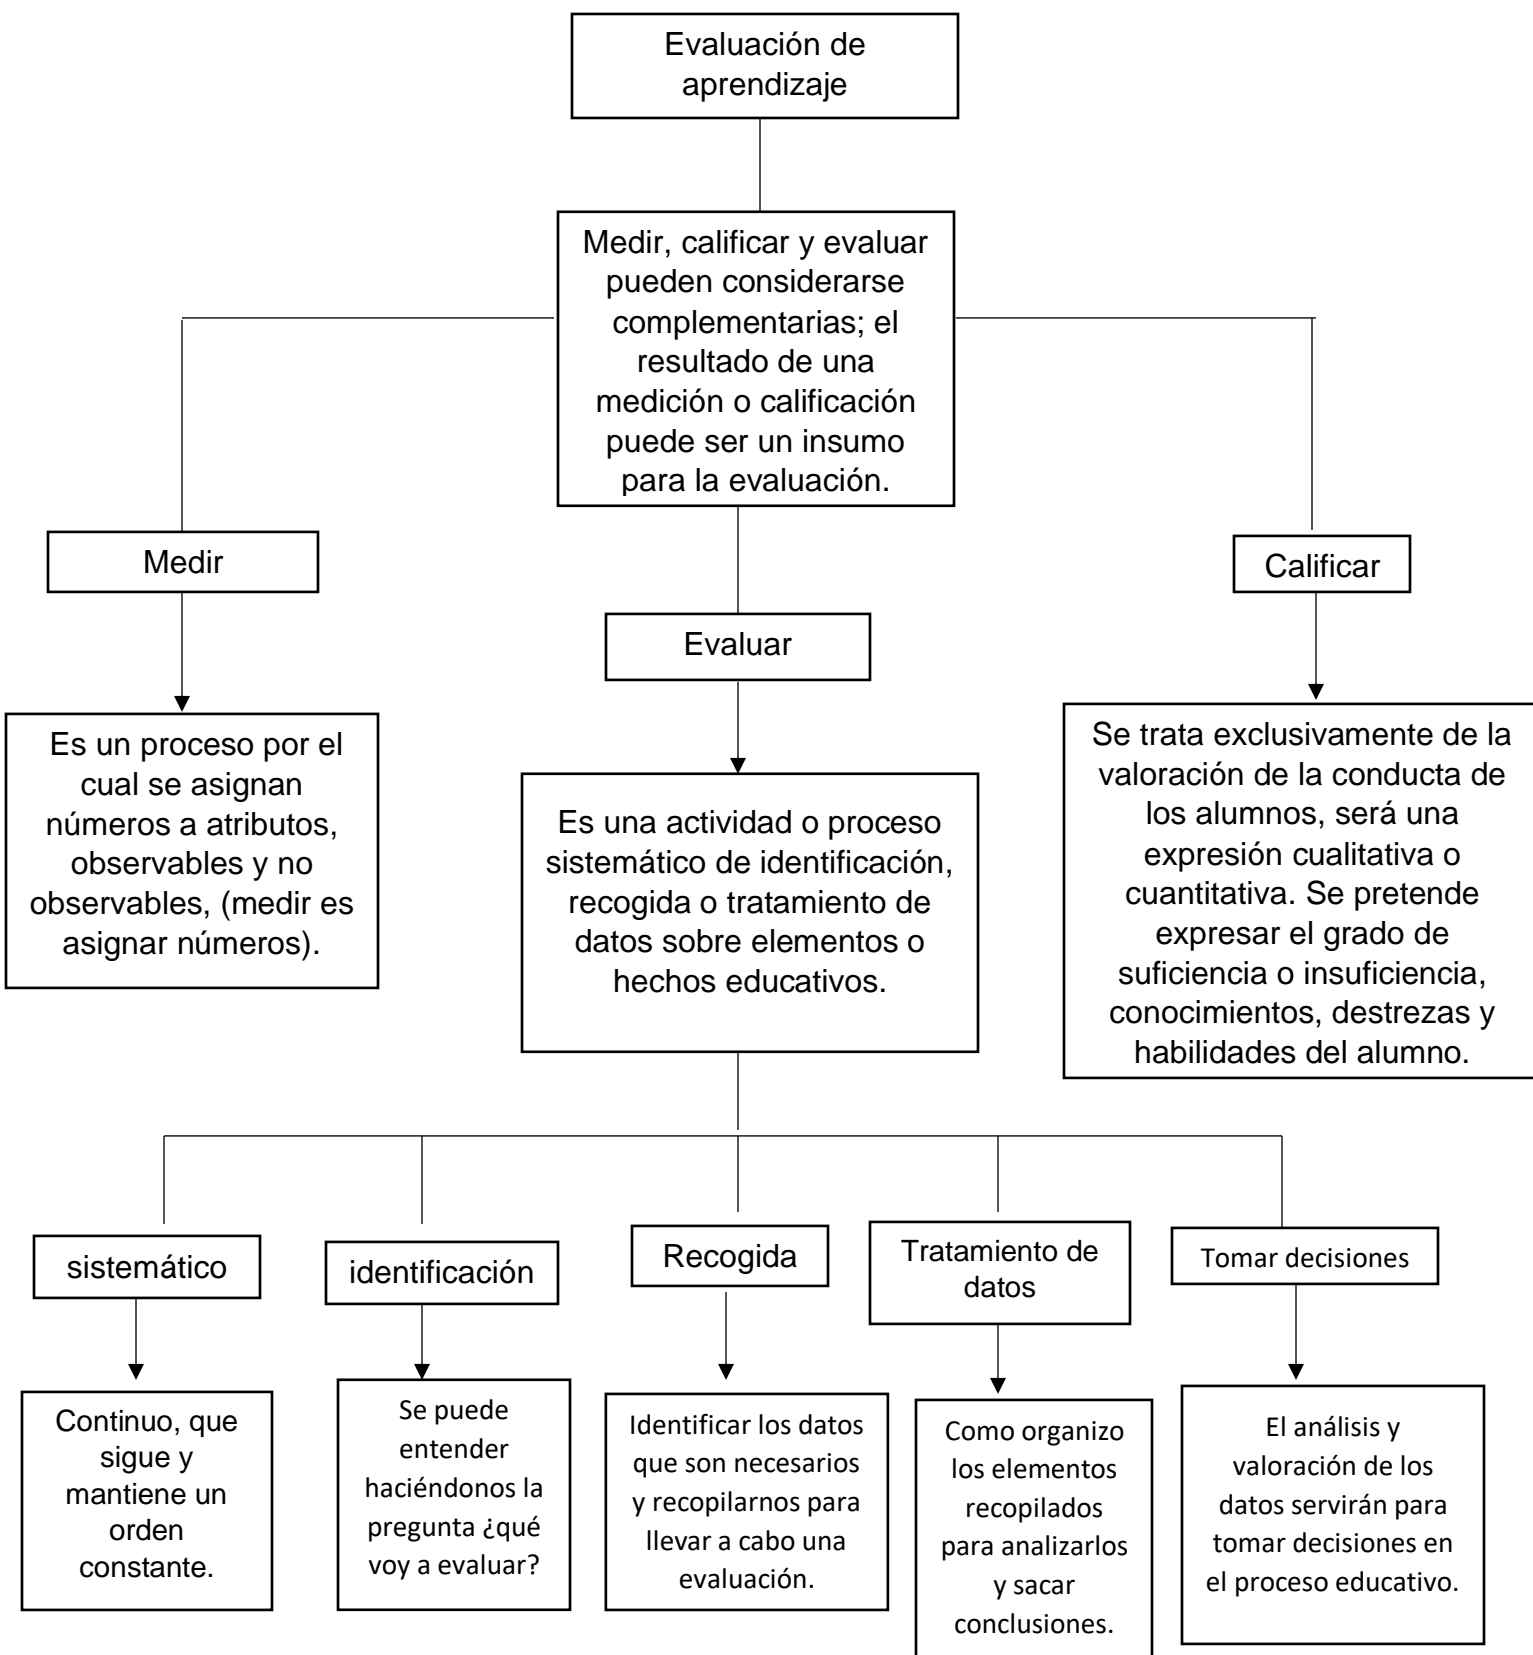 Evaluación de
aprendizaje
Medir, calificar y evaluar
pueden considerarse
complementarias; el
resultado de una
medición o calificación
puede ser un insumo
para la evaluación.
Medir
Evaluar
Calificar
Es un proceso por el
cual se asignan
números a atributos,
observables y no
observables, (medir es
asignar números).
Es una actividad o proceso
sistemático de identificación,
recogida o tratamiento de
datos sobre elementos o
hechos educativos.
Se trata exclusivamente de la
valoración de la conducta de
los alumnos, será una
expresión cualitativa o
cuantitativa. Se pretende
expresar el grado de
suficiencia o insuficiencia,
conocimientos, destrezas y
habilidades del alumno.
sistemático
identificación
Recogida
Tratamiento de
datos
Tomar decisiones
Continuo, que
sigue y
mantiene un
orden
constante.
Se puede
entender
haciéndonos la
pregunta ¿qué
voy a evaluar?
Identificar los datos
que son necesarios
y recopilarnos para
llevar a cabo una
evaluación.
Como organizo
los elementos
recopilados
para analizarlos
y sacar
conclusiones.
El análisis y
valoración de los
datos servirán para
tomar decisiones en
el proceso educativo.